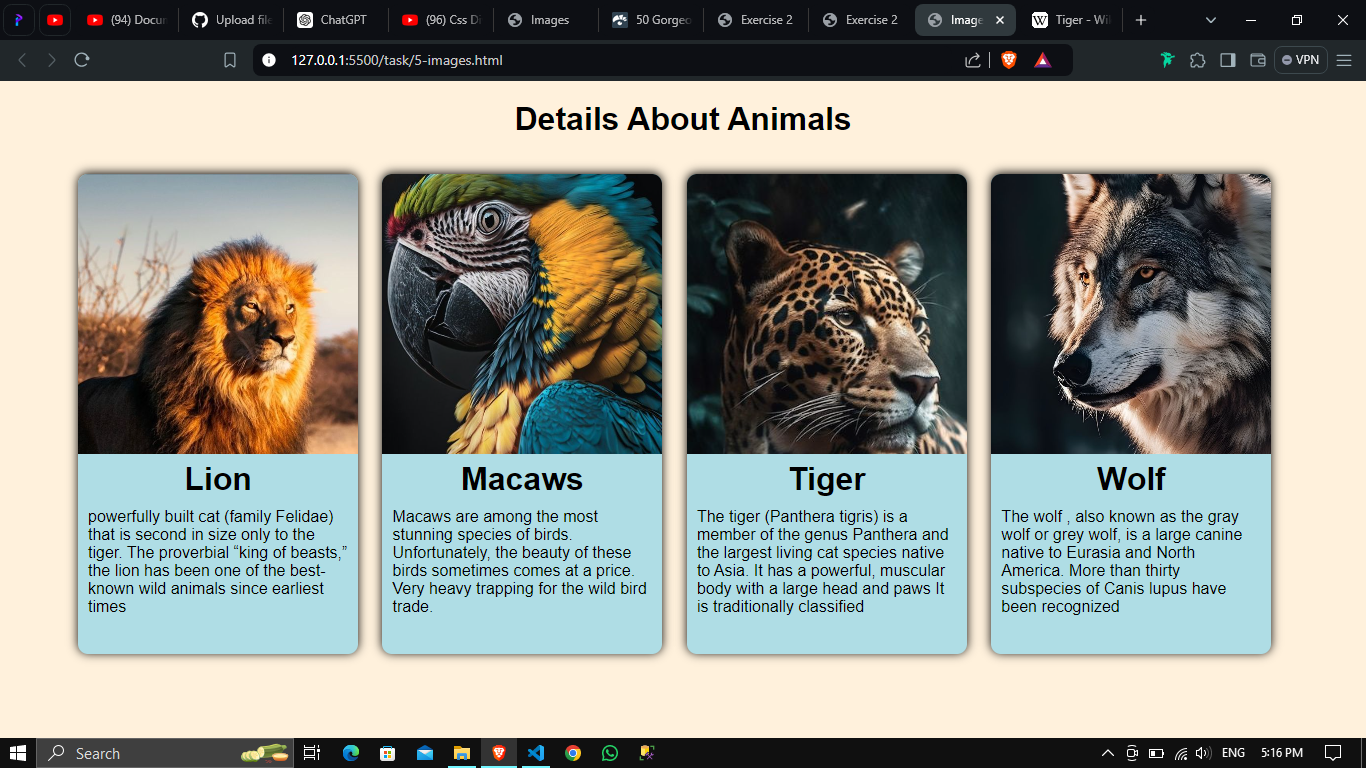 (94) Docun
Upload file
ChatGPT
(96) Css Di
Images
50 Gorgeo
Exercise 2
Exercise 2
Image
Tiger - Wi
127.0.0.1:5500/task/5-images.html
VPN
Details About Animals
Lion
powerfully built cat (family Felidae)
that is second in size only to the
tiger. The proverbial “king of beasts,”
the lion has been one of the best-
known wild animals since earliest
times
Macaws
Macaws are among the most
stunning species of birds.
Unfortunately, the beauty of these
birds sometimes comes at a price.
Very heavy trapping for the wild bird
trade.
Tiger
The tiger (Panthera tigris) is a
member of the genus Panthera and
the largest living cat species native
to Asia. It has a powerful, muscular
body with a large head and paws It
is traditionally classified
Wolf
The wolf , also known as the gray
wolf or grey wolf, is a large canine
native to Eurasia and North
America. More than thirty
subspecies of Canis lupus have
been recognized
Search
ENG
5:16 PM